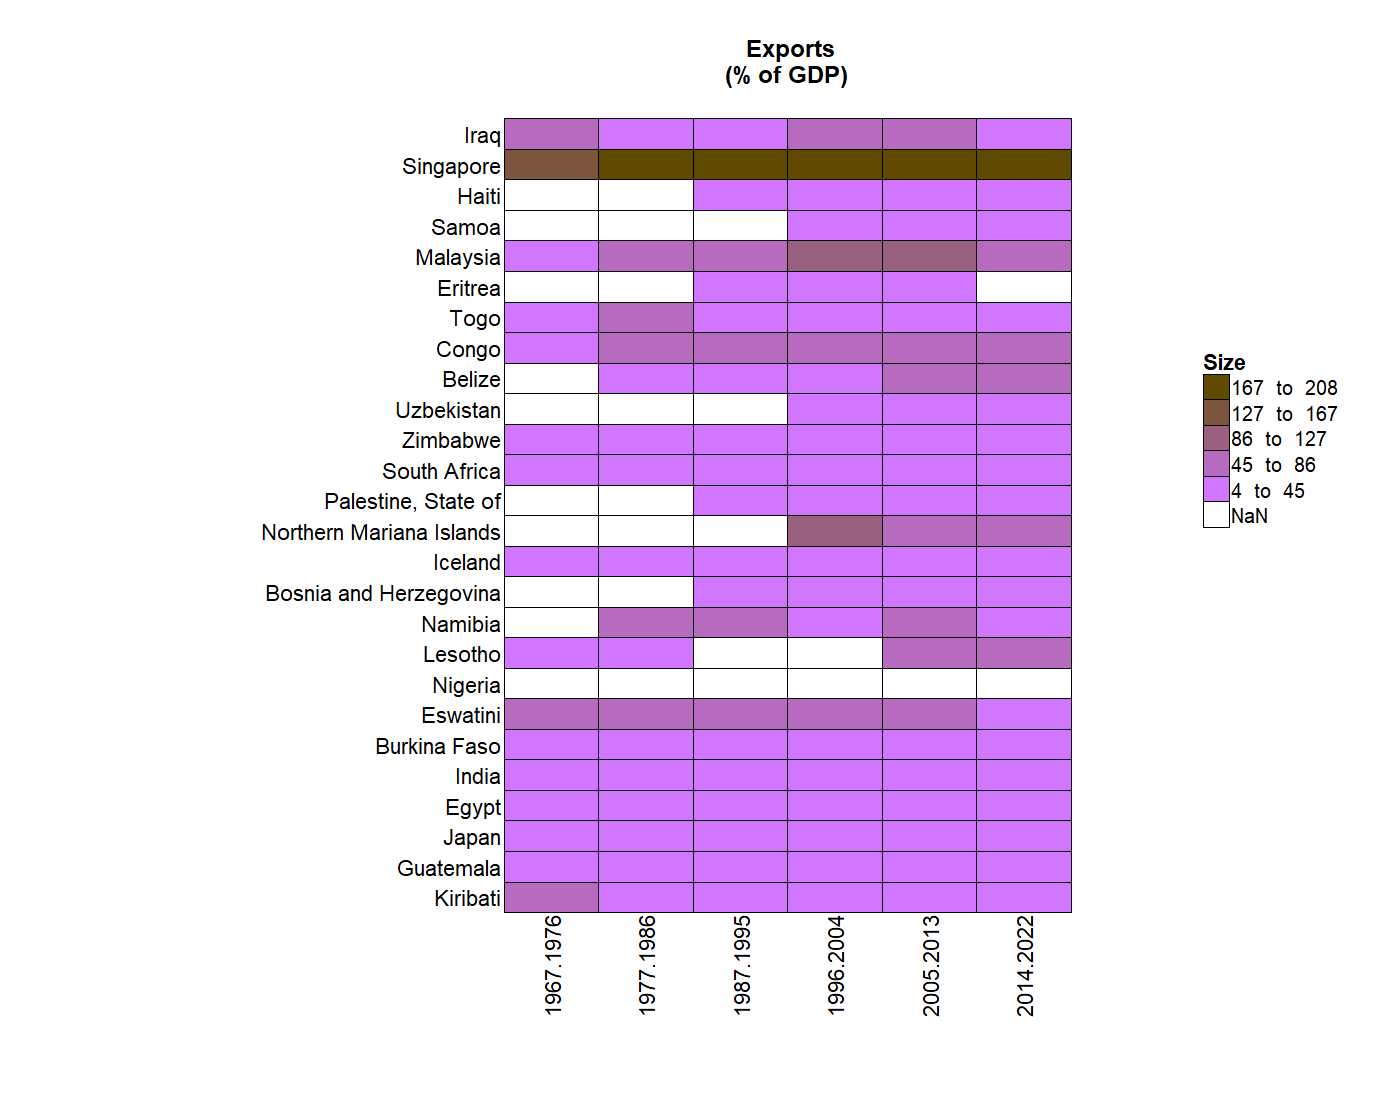 Exports
(% of GDP)
Iraq
Singapore
Haiti
Samoa
Malaysia
Eritrea
Togo
Congo
Belize
Uzbekistan
Zimbabwe
South Africa
Palestine, State of
Northern Mariana Islands
Iceland
Bosnia and Herzegovina
Namibia
Lesotho
Nigeria
Eswatini
Burkina Faso
India
Egypt
Japan
Guatemala
Kiribati
1967.1976
1977.1986
1987.1995
1996.2004
2005.2013
2014.2022
Size
167 to 208
127 to 167
86 to 127
45 to 86
4 to 45
NaN